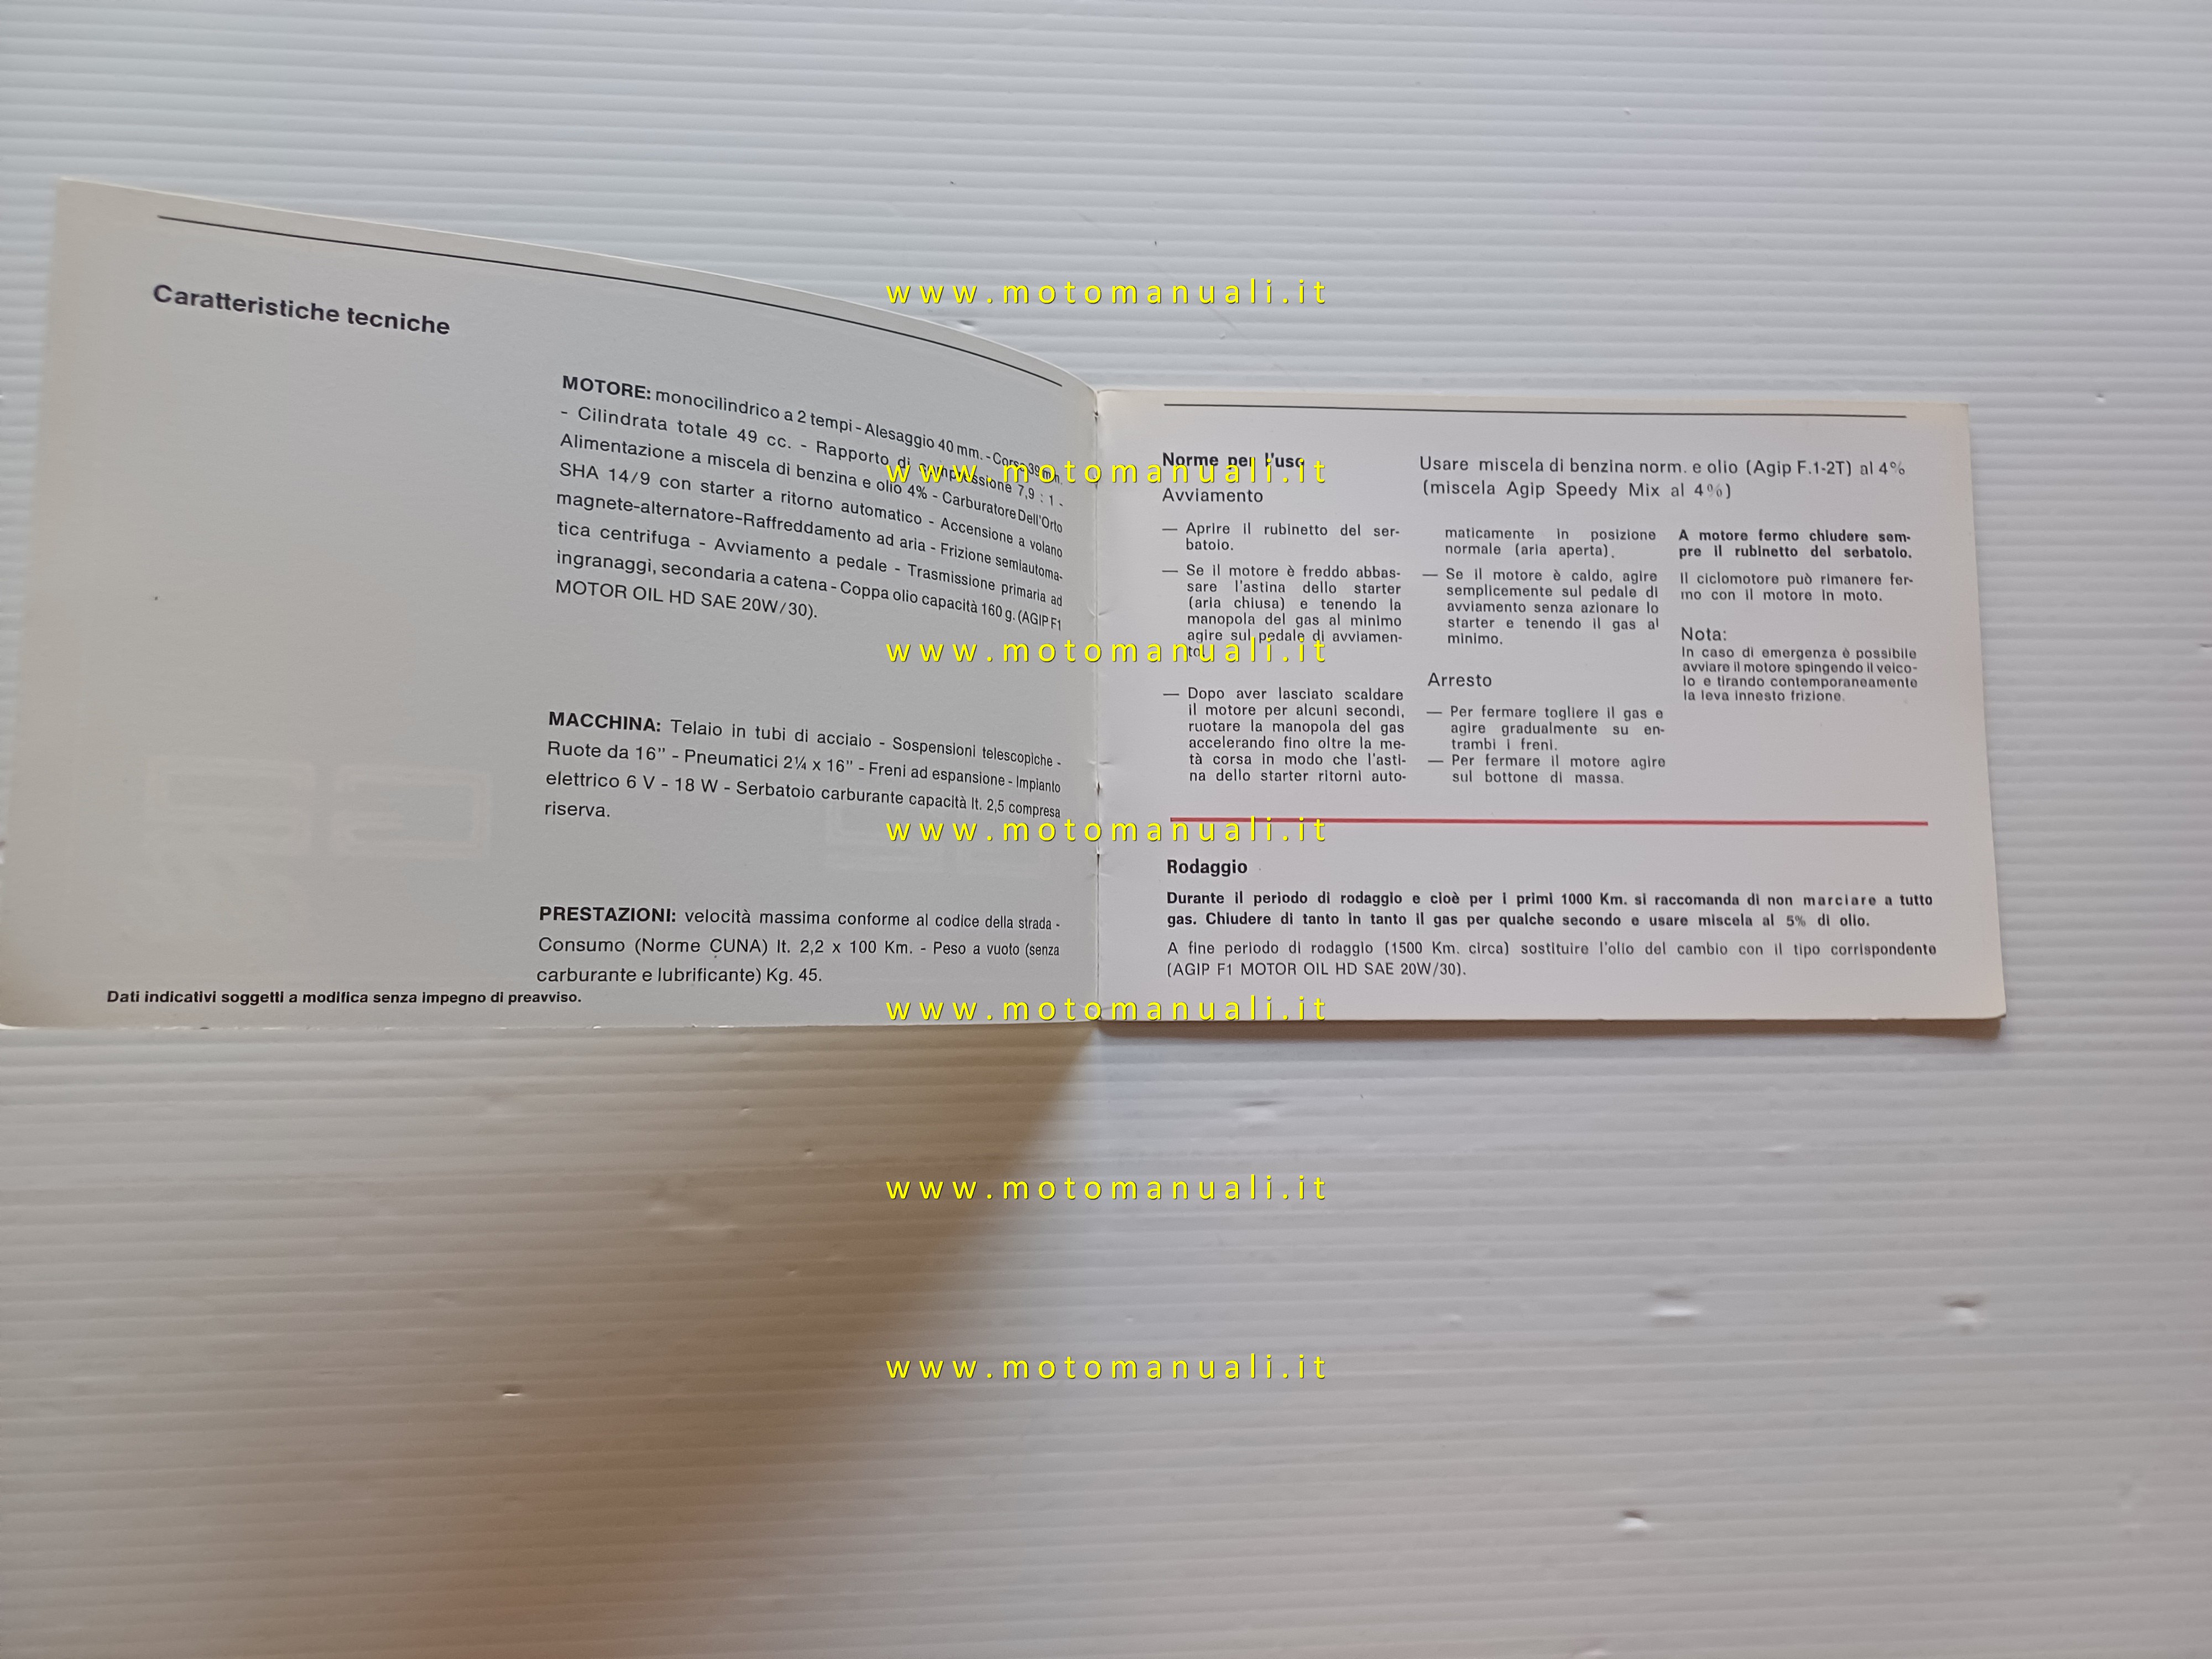 Caratteristiche tecniche
MOTORE: monocilindrico a 2 tempi - Alesaggio 40 mm. - Corsa 39 mm.
- Cilindrata totale 49 cc. - Rapporto di compressione 7,9 : 1 -
Alimentazione a miscela di benzina e olio 4% - Carburatore Dell'Orto
SHA 14/9 con starter a ritorno automatico - Accensione a volano
magnete-alternatore-Raffreddamento ad aria - Frizione semiautoma-
tica centrifuga - Avviamento a pedale - Trasmissione primaria ad
ingranaggi, secondaria a catena - Coppa olio capacità 160 g. (AGIP F1
MOTOR OIL HD SAE 20W/30).
MACCHINA: Telaio in tubi di acciaio - Sospensioni telescopiche -
Ruote da 16" - Pneumatici 2¼ x 16" - Freni ad espansione - Impianto
elettrico 6 V - 18 W - Serbatoio carburante capacità lt. 2,5 compresa
riserva.
PRESTAZIONI: velocità massima conforme al codice della strada -
Consumo (Norme CUNA) lt. 2,2 x 100 Km. - Peso a vuoto (senza
carburante e lubrificante) Kg. 45.
Dati indicativi soggetti a modifica senza impegno di preavviso.
Norme per l'uso
Usare miscela di benzina norm. e olio (Agip F.1-2T) al 4%
(miscela Agip Speedy Mix al 4%)
Avviamento
— Aprire il rubinetto del ser-
batoio.
— Se il motore è freddo abbas-
sare l'astina dello starter
(aria chiusa) e tenendo la
manopola del gas al minimo
agire sul pedale di avviamen-
to.
— Dopo aver lasciato scaldare
il motore per alcuni secondi,
ruotare la manopola del gas
accelerando fino oltre la me-
tà corsa in modo che l'asti-
na dello starter ritorni auto-
maticamente in posizione
normale (aria aperta).
— Se il motore è caldo, agire
semplicemente sul pedale di
avviamento senza azionare lo
starter e tenendo il gas al
minimo.
Arresto
— Per fermare togliere il gas e
agire gradualmente su en-
trambi i freni.
— Per fermare il motore agire
sul bottone di massa.
A motore fermo chiudere sem-
pre il rubinetto del serbatoio.
Il ciclomotore può rimanere fer-
mo con il motore in moto.
Nota:
In caso di emergenza è possibile
avviare il motore spingendo il veico-
lo e tirando contemporaneamente
la leva innesto frizione.
Rodaggio
Durante il periodo di rodaggio e cioè per i primi 1000 Km. si raccomanda di non marciare a tutto
gas. Chiudere di tanto in tanto il gas per qualche secondo e usare miscela al 5% di olio.
A fine periodo di rodaggio (1500 Km. circa) sostituire l'olio del cambio con il tipo corrispondente
(AGIP F1 MOTOR OIL HD SAE 20W/30).
www.motomanuali.it
www.motomanuali.it
www.motomanuali.it
www.motomanuali.it
www.motomanuali.it
www.motomanuali.it
www.motomanuali.it